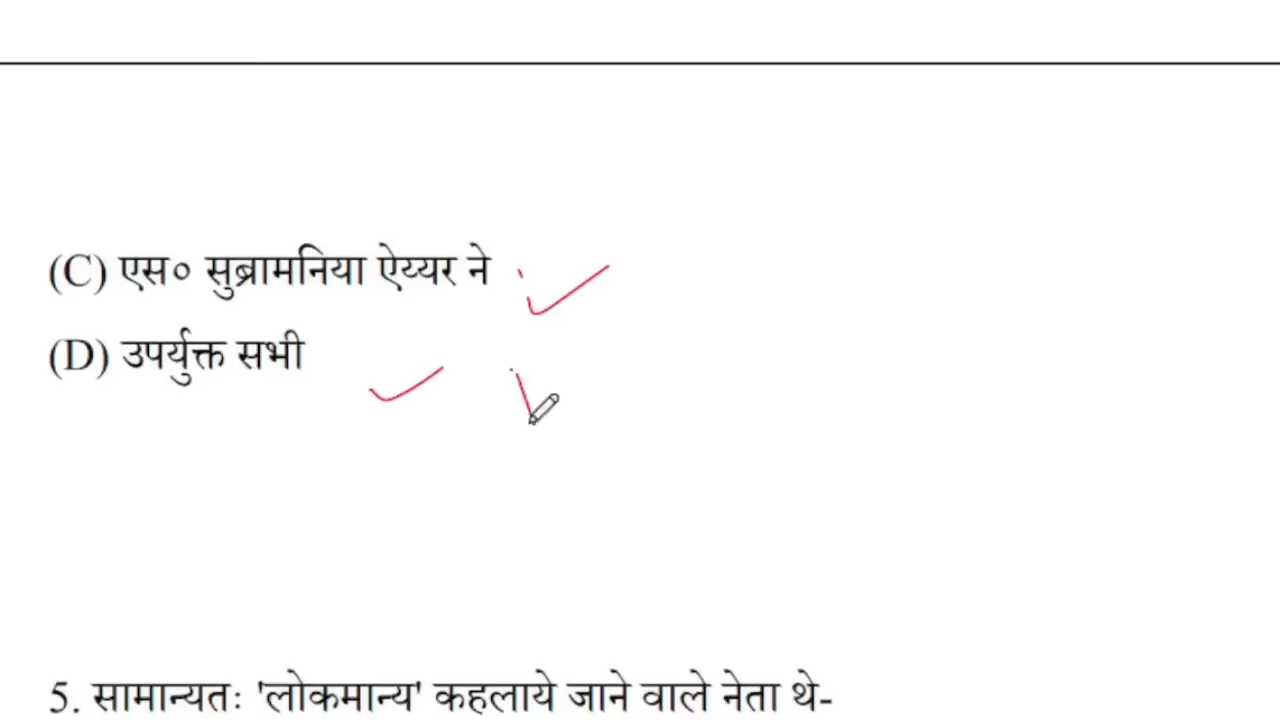 (C) एस० सुब्रामनिया ऐय्यर ने
(D) उपर्युक्त सभी
5. सामान्यतः 'लोकमान्य' कहलाये जाने वाले नेता थे-